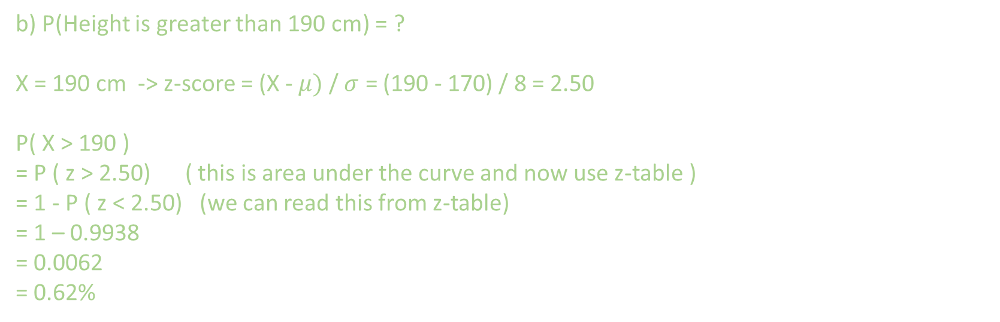 b) P(Height is greater than 190 cm) = ?
X = 190 cm -> z-score = (X - μ) / σ = (190 - 170) / 8 = 2.50
P( X > 190 )
= P ( z > 2.50) ( this is area under the curve and now use z-table )
= 1 - P ( z < 2.50) (we can read this from z-table)
= 1 – 0.9938
= 0.0062
= 0.62%